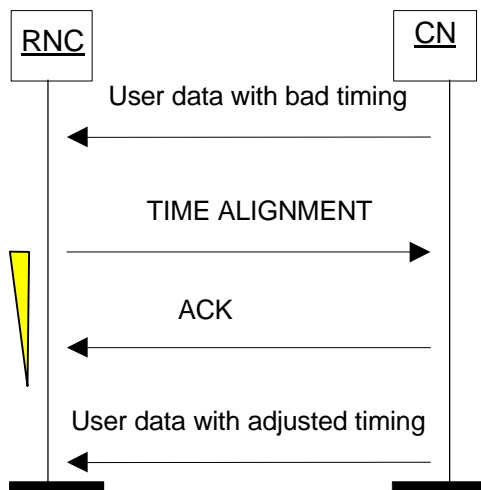 RNC
CN
User data with bad timing
TIME ALIGNMENT
ACK
User data with adjusted timing